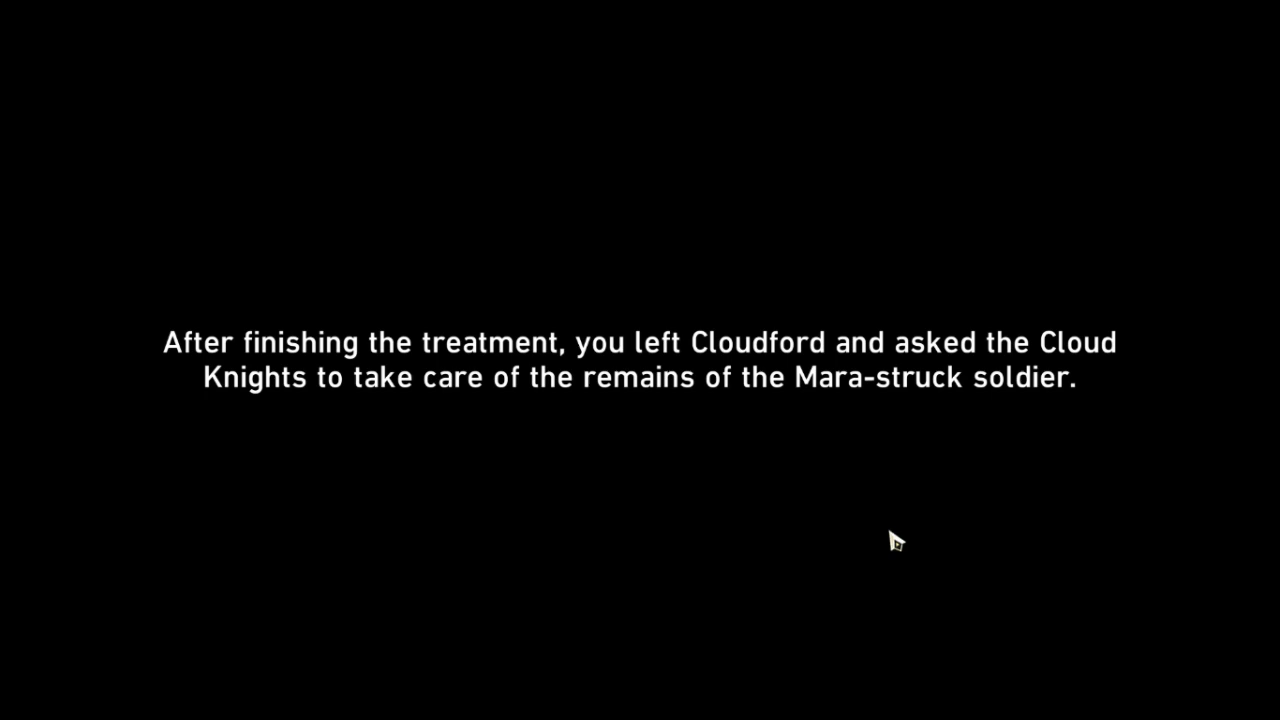 After finishing the treatment, you left Cloudford and asked the Cloud
Knights to take care of the remains of the Mara-struck soldier.